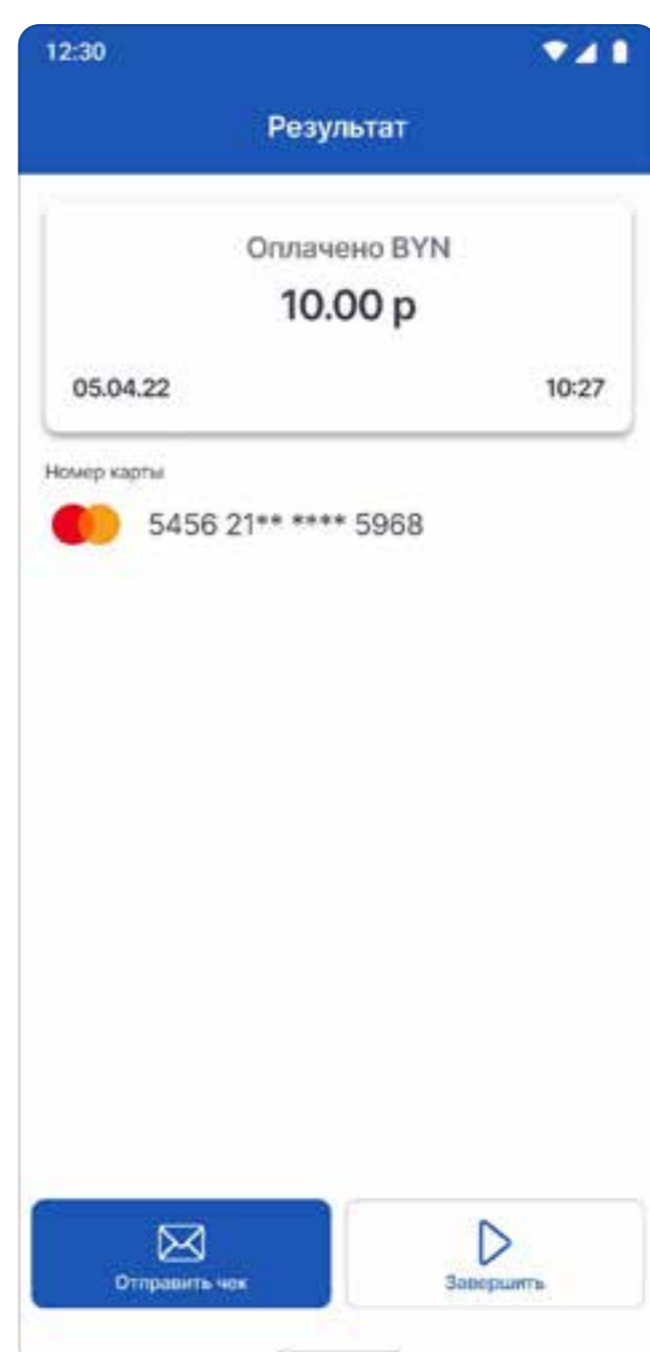 12:30
Результат
Оплачено BYN
10.00 р
05.04.22 10:27
Номер карты
5456 21** **** 5968
Отправить чек
Завершить